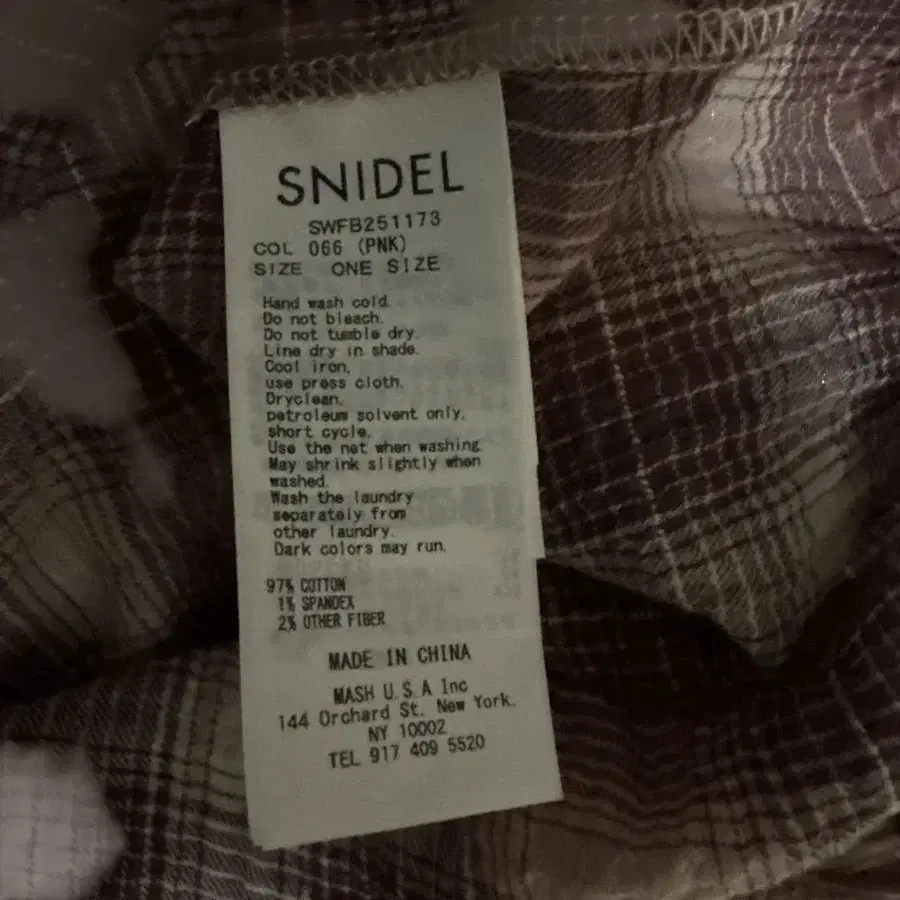 SNIDEL
SWFB251173
COL 066 (PNK)
SIZE ONE SIZE
Hand wash cold.
Do not bleach.
Do not tumble dry.
Line dry in shade.
Cool iron,
use press cloth.
Dryclean,
petroleum solvent only,
short cycle.
Use the net when washing.
May shrink slightly when
washed.
Wash the laundry
separately from
other laundry.
Dark colors may run.
97% COTTON
1% SPANDEX
2% OTHER FIBER
MADE IN CHINA
MASH U.S.A Inc
144 Orchard St. New York.
NY 10002
TEL 917 409 5520